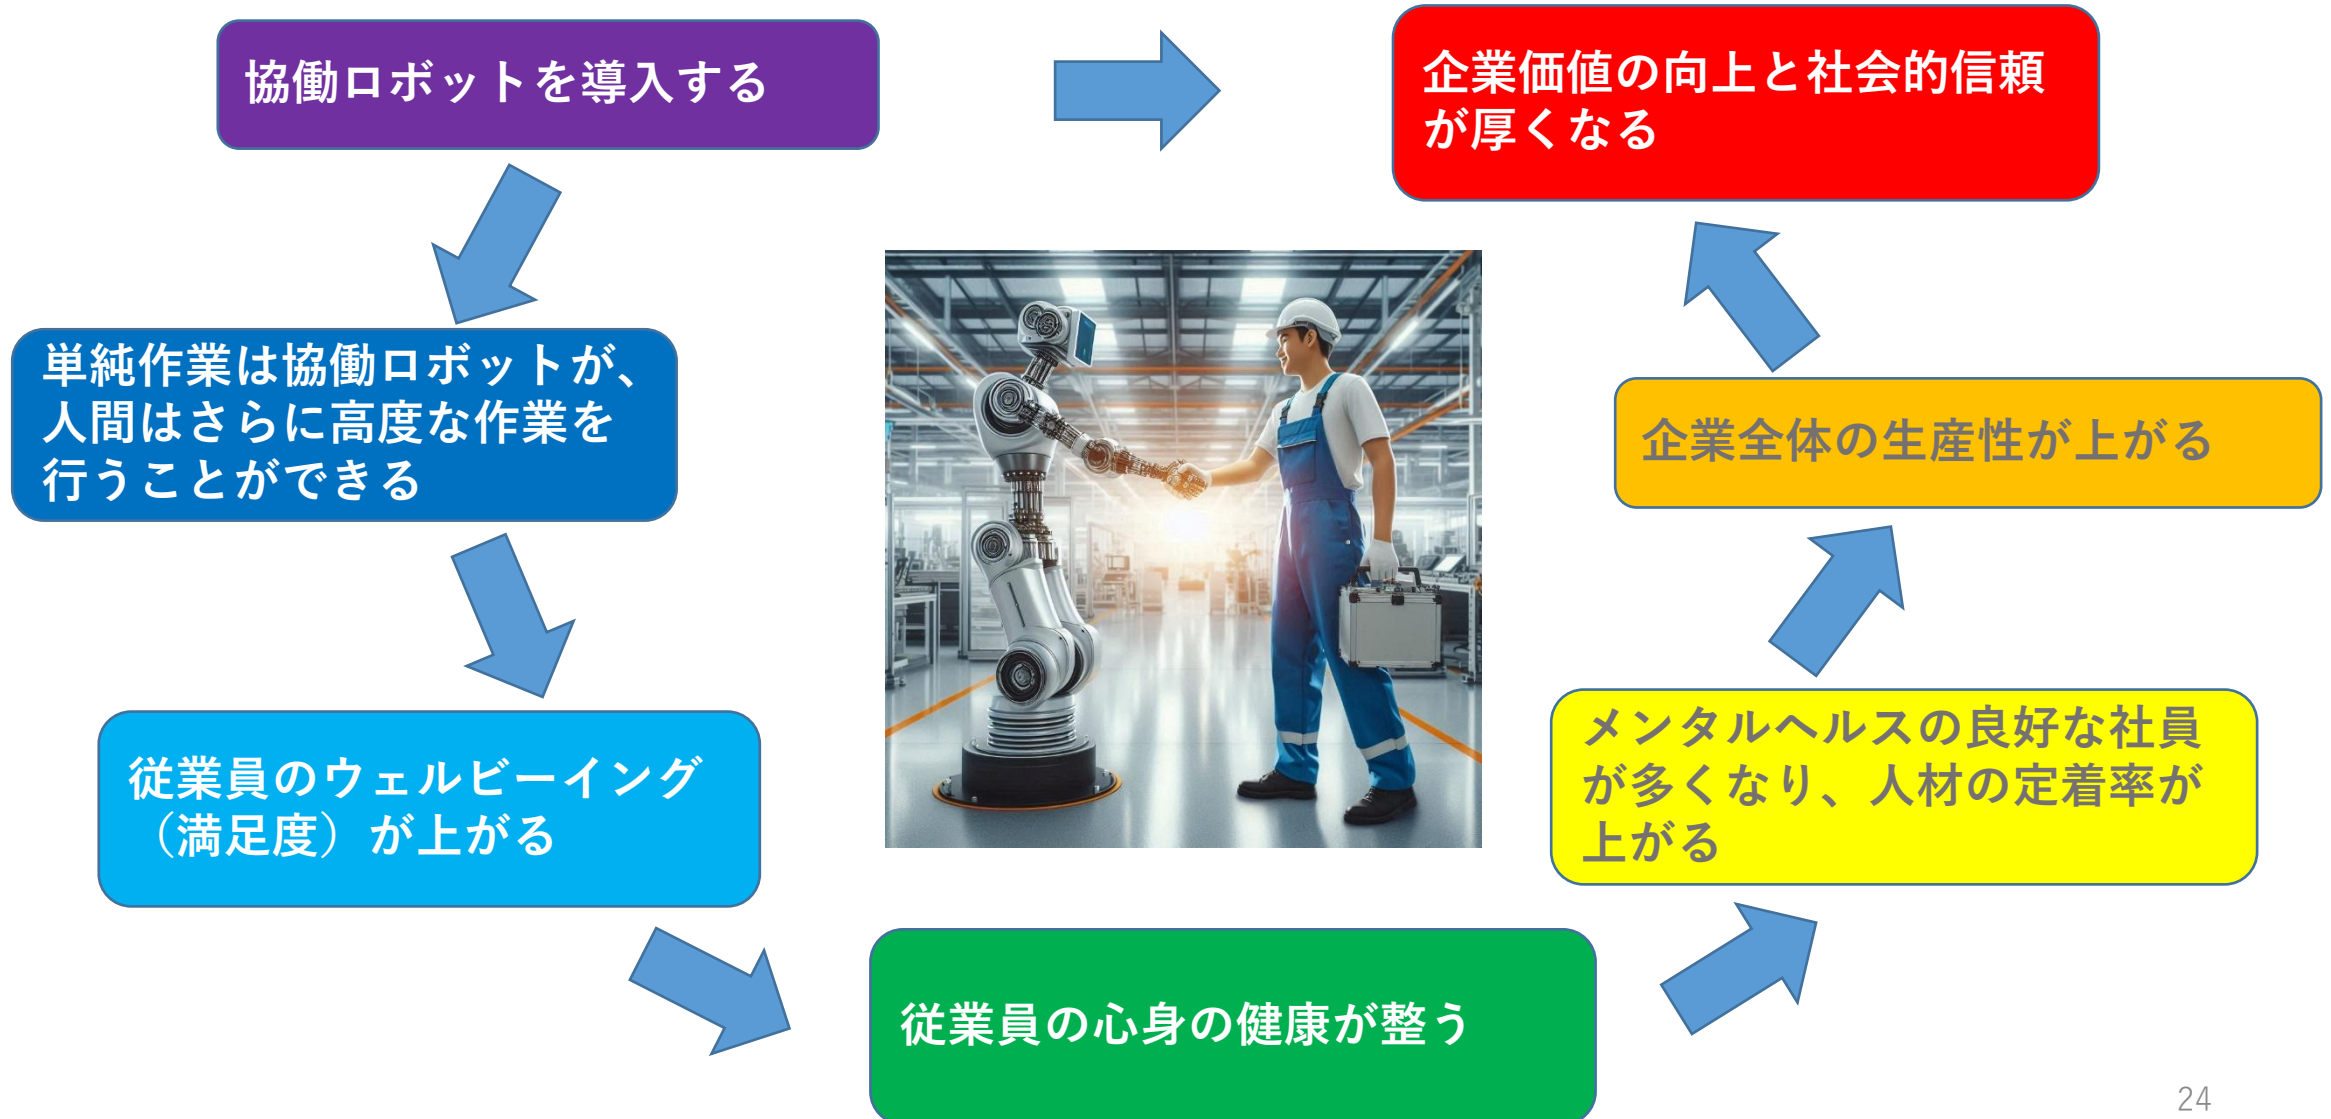 協働ロボットを導入する
企業価値の向上と社会的信頼
が厚くなる
単純作業は協働ロボットが、
人間はさらに高度な作業を
行うことができる
企業全体の生産性が上がる
従業員のウェルビーイング
（満足度）が上がる
メンタルヘルスの良好な社員
が多くなり、人材の定着率が
上がる
従業員の心身の健康が整う
24